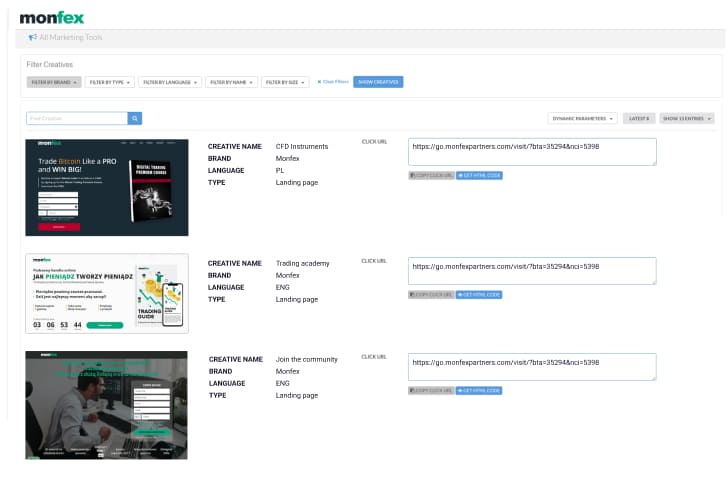 monfex
All Marketing Tools
Filter Creatives
FILTER BY BRAND
FILTER BY TYPE
FILTER BY LANGUAGE
FILTER BY NAME
FILTER BY SIZE
× Clear Filters
SHOW CREATIVES
Find Creative
DYNAMIC PARAMETERS
LATEST 8
SHOW 15 ENTRIES
monfex
Trade Bitcoin Like a PRO
and WIN BIG!
DIGITAL TRADING
PREMIUM COURSE
CREATIVE NAME CFD Instruments
BRAND Monfex
LANGUAGE PL
TYPE Landing page
CLICK URL
https://go.monfexpartners.com/visit/?bta=35294&nci=5398
COPY CLICK URL
GET HTML CODE
monfex
Podstawy handlu online
JAK PIENIĄDZ TWORZY PIENIĄDZ
03 06 53 44
TRADING
GUIDE
CREATIVE NAME Trading academy
BRAND Monfex
LANGUAGE ENG
TYPE Landing page
CLICK URL
https://go.monfexpartners.com/visit/?bta=35294&nci=5398
COPY CLICK URL
GET HTML CODE
monfex
CREATIVE NAME Join the community
BRAND Monfex
LANGUAGE ENG
TYPE Landing page
CLICK URL
https://go.monfexpartners.com/visit/?bta=35294&nci=5398
COPY CLICK URL
GET HTML CODE